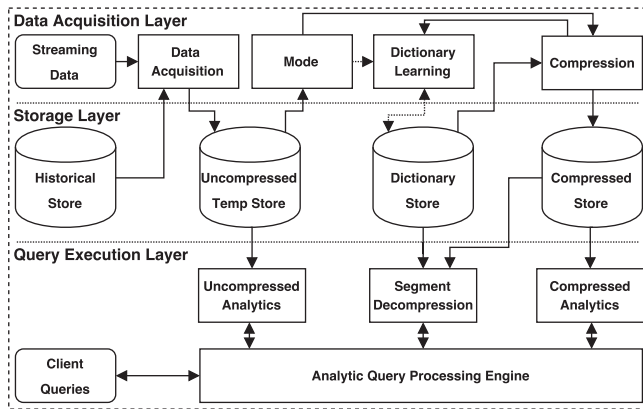 Data Acquisition Layer
Streaming
Data
Data
Acquisition
Mode
Dictionary
Learning
Compression
Storage Layer
Historical
Store
Uncompressed
Temp Store
Dictionary
Store
Compressed
Store
Query Execution Layer
Uncompressed
Analytics
Segment
Decompression
Compressed
Analytics
Client
Queries
Analytic Query Processing Engine